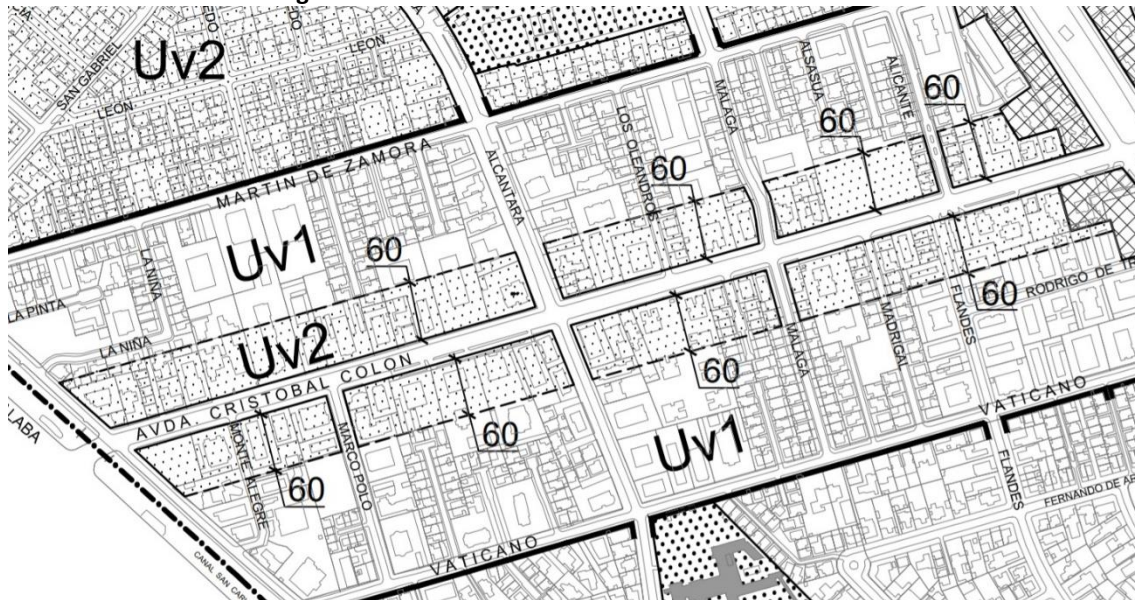 LEON
SAN GABRIEL
Uv2
LEON
MARTIN DE ZAMORA
ALCANTARA
LOS OLEANDROS
MALAGA
ALSASUA
ALICANTE
60
60
60
60
LA NIÑA
LA PINTA
LA NIÑA
Uv1
Uv2
AVDA. CRISTOBAL COLON
MONTE ALEGRE
MARCO POLO
60
60
60
60
MALAGA
MADRIGAL
FLANDES
RODRIGO DE TR
Uv1
VATICANO
VATICANO
FLANDES
FERNANDO DE AR
LABA
CANAL SAN CAR